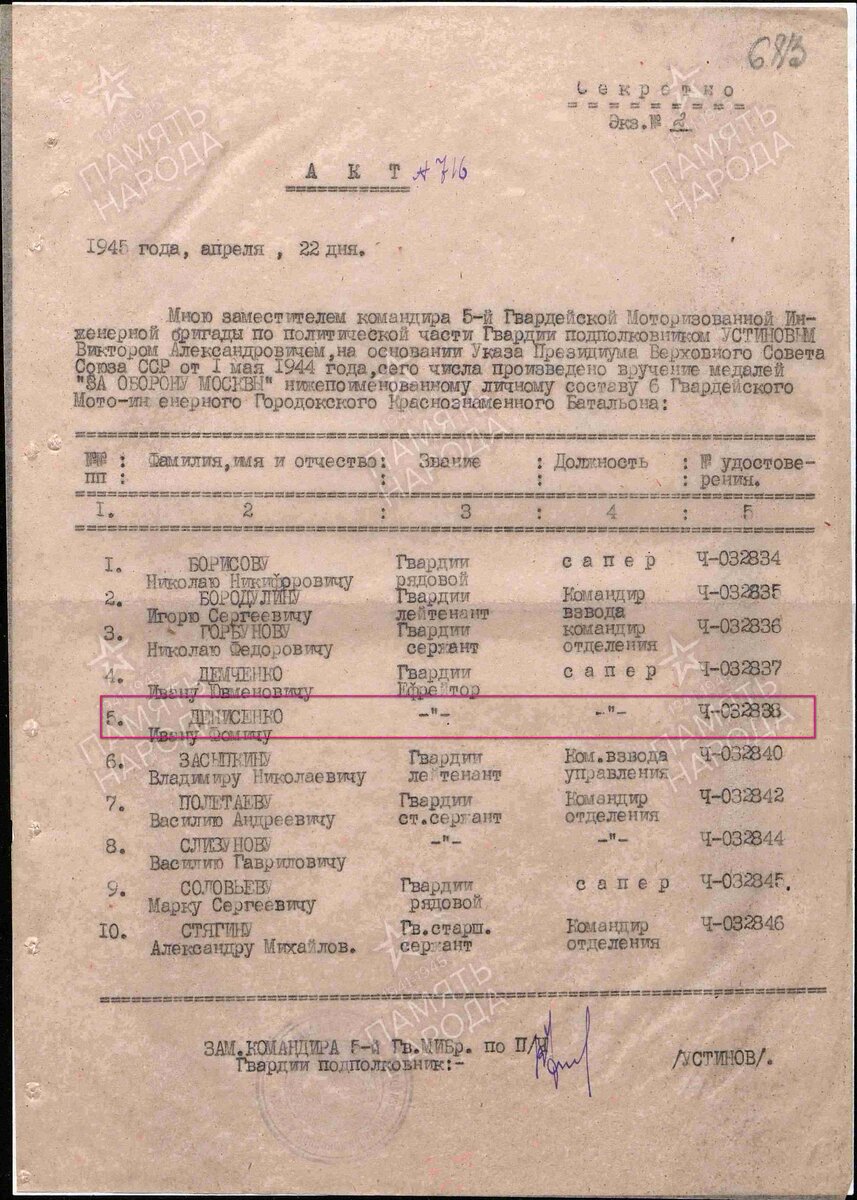 683
Секретно
Экз.№ 2
А К Т № 716
1945 года, апреля , 22 дня.
Мною заместителем командира 5-й Гвардейской Моторизованной Ин-
женерной бригады по политической части Гвардии подполковником УСТИНОВЫМ
Виктором Александровичем,на основании Указа Президиума Верховного Совета
Союза ССР от 1 мая 1944 года,сего числа произведено вручение медалей
"ЗА ОБОРОНУ МОСКВЫ" нижепоименованному личному составу 6 Гвардейского
Мото-ин енерного Городокского Краснознаменного Батальона:
№№ : Фамилия,имя и отчество: Звание : Должность : № удостове-
пп : : : : рения.
I. 2 : 3 : 4 : 5
I. БОРИСОВУ Гвардии с а п е р Ч-032834
Николаю Никифоровичу рядовой
2. БОРОДУЛИНУ Гвардии Командир Ч-032835
Игорю Сергеевичу лейтенант взвода
3. ГОРБУНОВУ Гвардии командир Ч-032836
Николаю Федоровичу сержант отделения
4. ДЕМЧЕНКО Гвардии с а п е р Ч-032837
Ивану Ефменовичу Ефрейтор
5. ДЕНИСЕНКО -"- -"- Ч-032838
Ивану Фомичу
6. ЗАСЫПКИНУ Гвардии Ком.взвода Ч-032840
Владимиру Николаевичу лейтенант управления
7. ПОЛЕТАЕВУ Гвардии Командир Ч-032842
Василию Андреевичу ст.сержант отделения
8. СЛИЗУНОВУ -"- -"- Ч-032844
Василию Гавриловичу
9. СОЛОВЬЕВУ Гвардии с а п е р Ч-032845.
Марку Сергеевичу рядовой
10. СТЯГИНУ Гв.старш. Командир Ч-032846
Александру Михайлов. сержант отделения
ЗАМ.КОМАНДИРА 5-й Гв.МИБр. по П/Ч
Гвардии подполковник:- /УСТИНОВ/.
ПАМЯТЬ НАРОДА